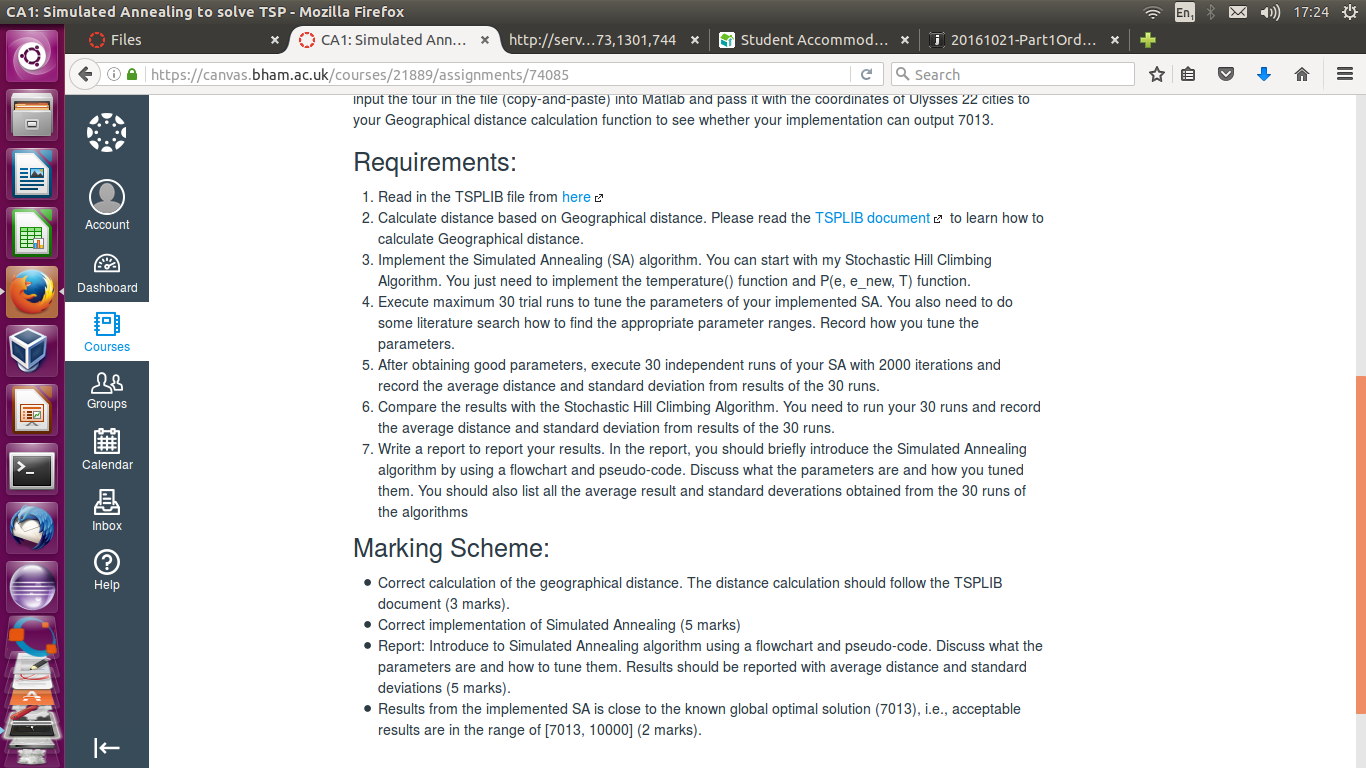 CA1: Simulated Annealing to solve TSP - Mozilla Firefox
En1
17:24
Files
CA1: Simulated Ann...
http://serv...73,1301,744
Student Accommod...
20161021-Part1Ord...
https://canvas.bham.ac.uk/courses/21889/assignments/74085
Search
Account
Dashboard
Courses
Groups
Calendar
Inbox
Help
input the tour in the file (copy-and-paste) into Matlab and pass it with the coordinates of Ulysses 22 cities to
your Geographical distance calculation function to see whether your implementation can output 7013.
Requirements:
1. Read in the TSPLIB file from here
2. Calculate distance based on Geographical distance. Please read the TSPLIB document to learn how to
calculate Geographical distance.
3. Implement the Simulated Annealing (SA) algorithm. You can start with my Stochastic Hill Climbing
Algorithm. You just need to implement the temperature() function and P(e, e_new, T) function.
4. Execute maximum 30 trial runs to tune the parameters of your implemented SA. You also need to do
some literature search how to find the appropriate parameter ranges. Record how you tune the
parameters.
5. After obtaining good parameters, execute 30 independent runs of your SA with 2000 iterations and
record the average distance and standard deviation from results of the 30 runs.
6. Compare the results with the Stochastic Hill Climbing Algorithm. You need to run your 30 runs and record
the average distance and standard deviation from results of the 30 runs.
7. Write a report to report your results. In the report, you should briefly introduce the Simulated Annealing
algorithm by using a flowchart and pseudo-code. Discuss what the parameters are and how you tuned
them. You should also list all the average result and standard deverations obtained from the 30 runs of
the algorithms
Marking Scheme:
• Correct calculation of the geographical distance. The distance calculation should follow the TSPLIB
document (3 marks).
• Correct implementation of Simulated Annealing (5 marks)
• Report: Introduce to Simulated Annealing algorithm using a flowchart and pseudo-code. Discuss what the
parameters are and how to tune them. Results should be reported with average distance and standard
deviations (5 marks).
• Results from the implemented SA is close to the known global optimal solution (7013), i.e., acceptable
results are in the range of [7013, 10000] (2 marks).